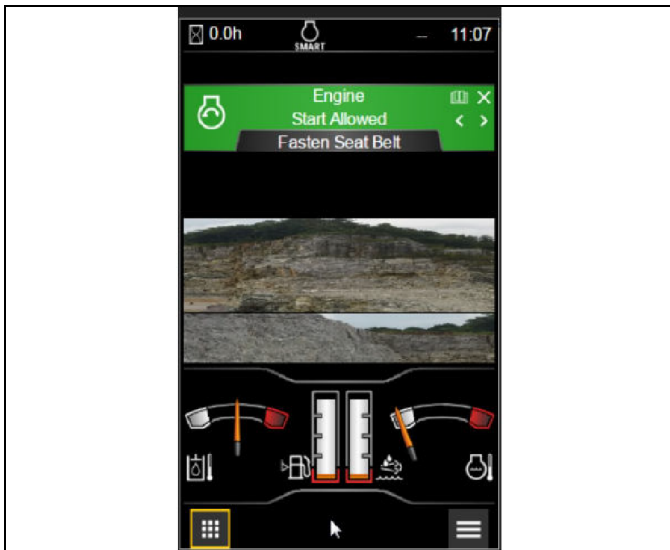 0.0h
SMART
11:07
Engine
Start Allowed
Fasten Seat Belt